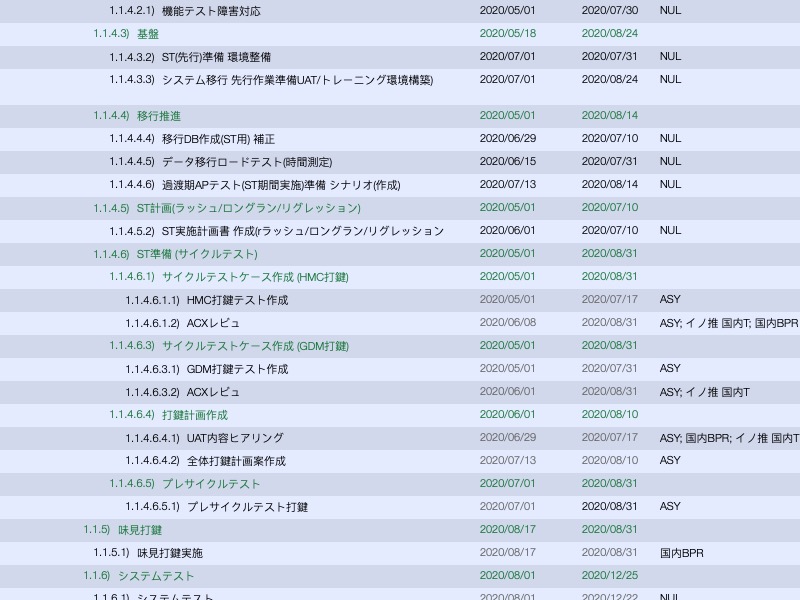 1.1.4.2.1) 機能テスト障害対応 2020/05/01 2020/07/30 NUL
1.1.4.3) 基盤 2020/05/18 2020/08/24
1.1.4.3.2) ST(先行)準備 環境整備 2020/07/01 2020/07/31 NUL
1.1.4.3.3) システム移行 先行作業準備UAT/トレーニング環境構築) 2020/07/01 2020/08/24 NUL
1.1.4.4) 移行推進 2020/05/01 2020/08/14
1.1.4.4.4) 移行DB作成(ST用) 補正 2020/06/29 2020/07/10 NUL
1.1.4.4.5) データ移行ロードテスト(時間測定) 2020/06/15 2020/07/31 NUL
1.1.4.4.6) 過渡期APテスト(ST期間実施)準備 シナリオ(作成) 2020/07/13 2020/08/14 NUL
1.1.4.5) ST計画(ラッシュ/ロングラン/リグレッション) 2020/05/01 2020/07/10
1.1.4.5.2) ST実施計画書 作成(rラッシュ/ロングラン/リグレッション 2020/06/01 2020/07/10 NUL
1.1.4.6) ST準備 (サイクルテスト) 2020/05/01 2020/08/31
1.1.4.6.1) サイクルテストケース作成 (HMC打鍵) 2020/05/01 2020/08/31
1.1.4.6.1.1) HMC打鍵テスト作成 2020/05/01 2020/07/17 ASY
1.1.4.6.1.2) ACXレビュ 2020/06/08 2020/08/31 ASY; イノ推 国内T; 国内BPR
1.1.4.6.3) サイクルテストケース作成 (GDM打鍵) 2020/05/01 2020/08/31
1.1.4.6.3.1) GDM打鍵テスト作成 2020/05/01 2020/07/31 ASY
1.1.4.6.3.2) ACXレビュ 2020/06/01 2020/08/31 ASY; イノ推 国内T
1.1.4.6.4) 打鍵計画作成 2020/06/01 2020/08/10
1.1.4.6.4.1) UAT内容ヒアリング 2020/06/29 2020/07/17 ASY; 国内BPR; イノ推 国内T
1.1.4.6.4.2) 全体打鍵計画案作成 2020/07/13 2020/08/10 ASY
1.1.4.6.5) プレサイクルテスト 2020/07/01 2020/08/31
1.1.4.6.5.1) プレサイクルテスト打鍵 2020/07/01 2020/08/31 ASY
1.1.5) 味見打鍵 2020/08/17 2020/08/31
1.1.5.1) 味見打鍵実施 2020/08/17 2020/08/31 国内BPR
1.1.6) システムテスト 2020/08/01 2020/12/25
1.1.6.1) システムテスト 2020/08/01 2020/12/22 NUL